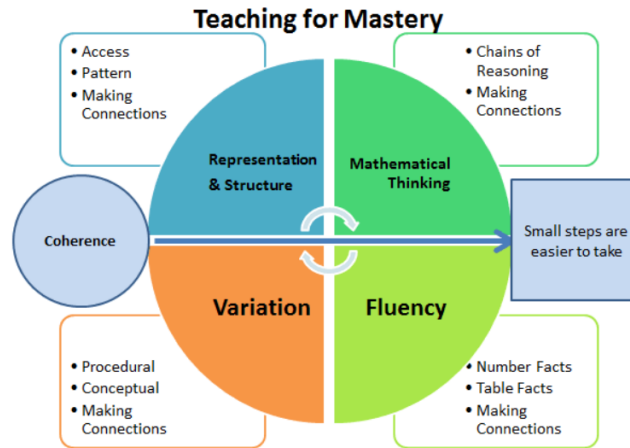 Teaching for Mastery
• Access
• Pattern
• Making
Connections
• Chains of
Reasoning
• Making
Connections
Representation
& Structure
Mathematical
Thinking
Coherence
Small steps are
easier to take
Variation
Fluency
• Procedural
• Conceptual
• Making
Connections
• Number Facts
• Table Facts
• Making
Connections